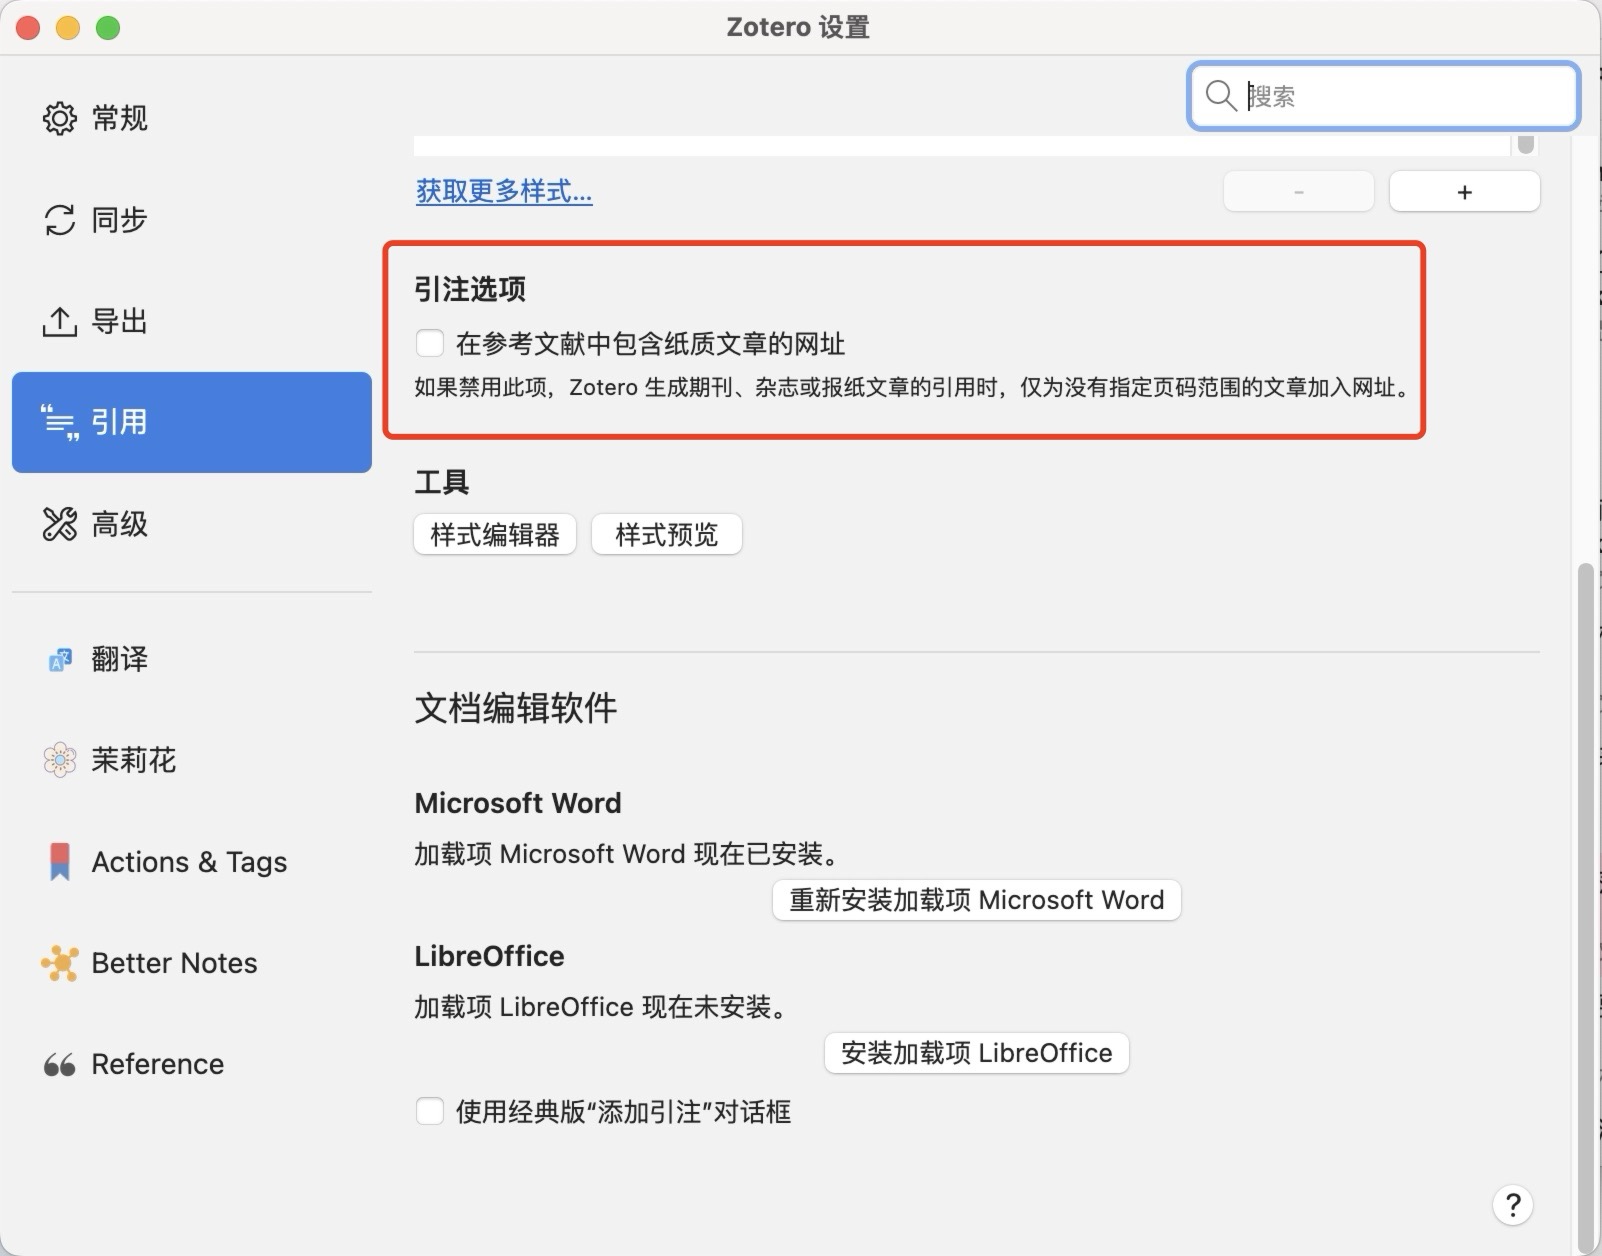 Zotero 设置
搜索
常规
同步
导出
引用
高级
翻译
茉莉花
Actions & Tags
Better Notes
Reference
获取更多样式...
-
+
引注选项
在参考文献中包含纸质文章的网址
如果禁用此项，Zotero 生成期刊、杂志或报纸文章的引用时，仅为没有指定页码范围的文章加入网址。
工具
样式编辑器 样式预览
文档编辑软件
Microsoft Word
加载项 Microsoft Word 现在已安装。
重新安装加载项 Microsoft Word
LibreOffice
加载项 LibreOffice 现在未安装。
安装加载项 LibreOffice
使用经典版“添加引注”对话框
?